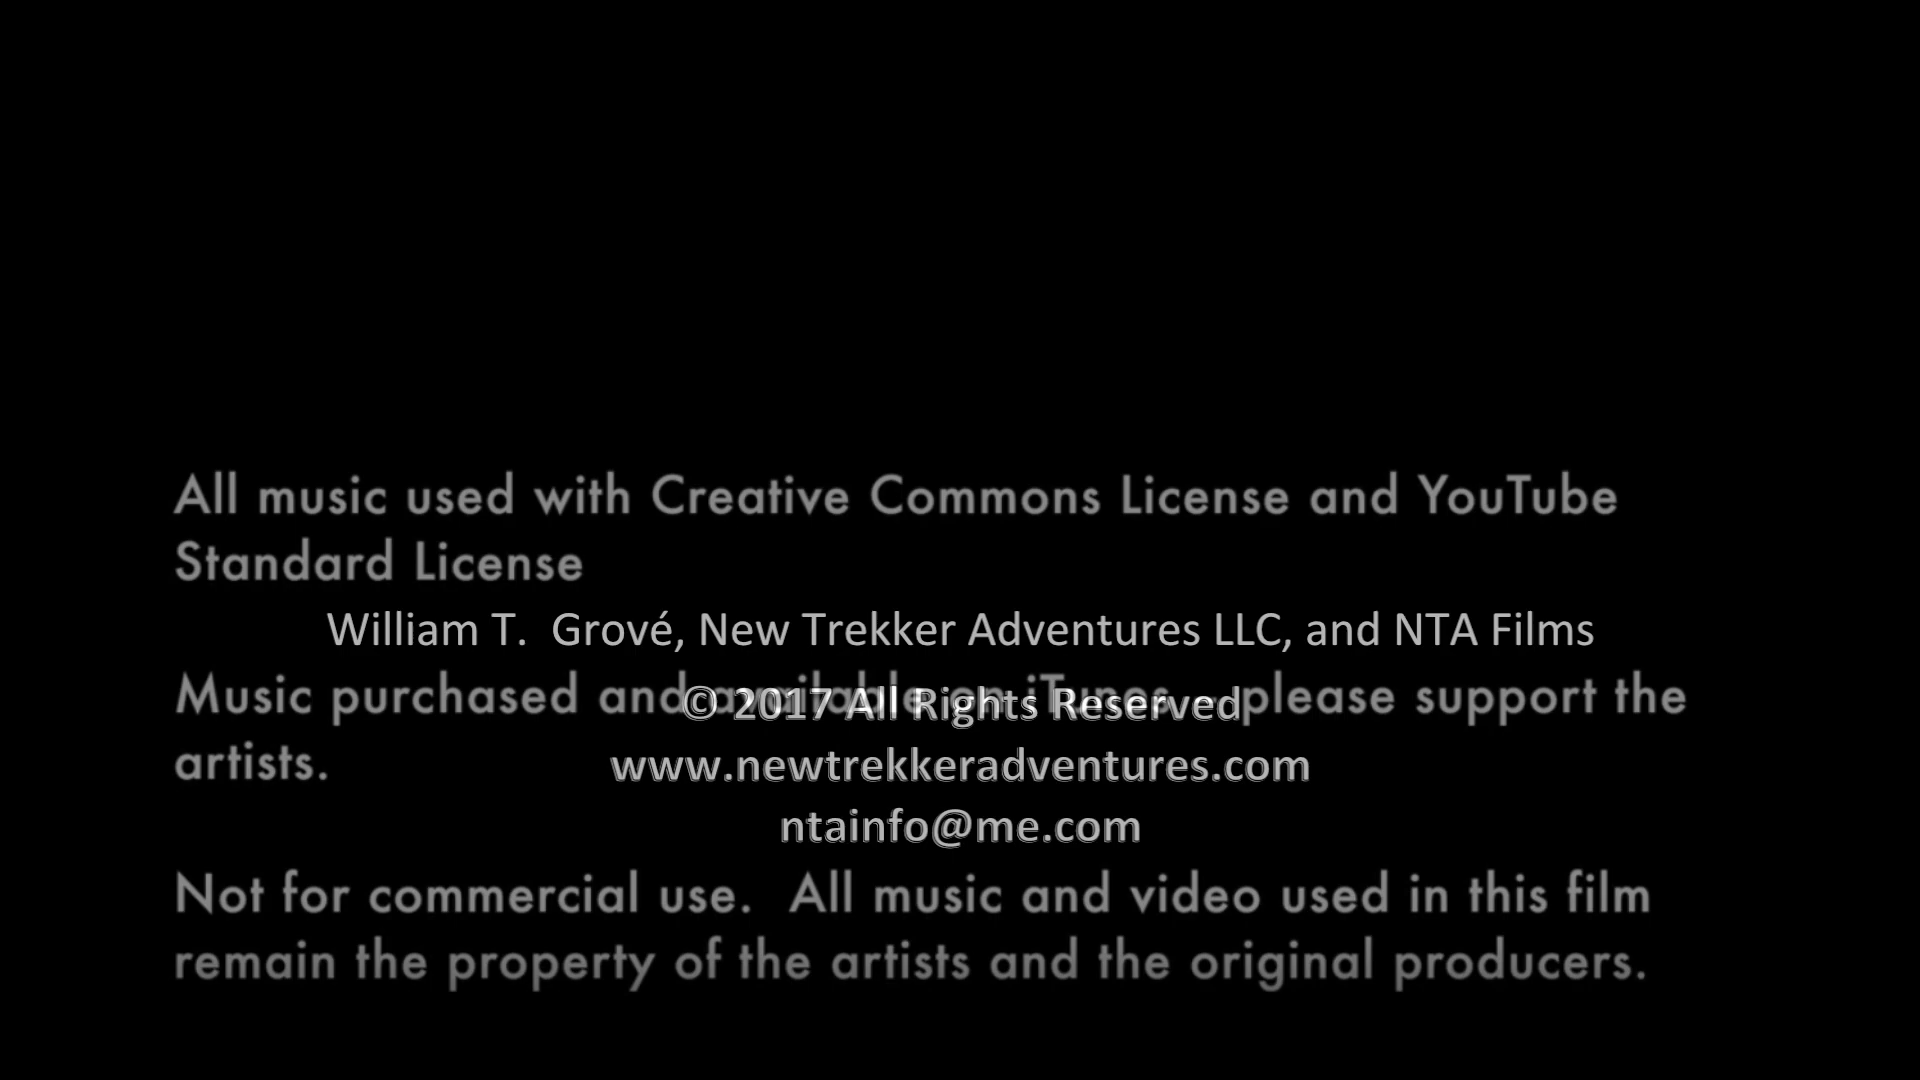 All music used with Creative Commons License and YouTube
Standard License
William T.  Grové, New Trekker Adventures LLC, and NTA Films
Music purchased and available on iTunes - please support the
© 2017 All Rights Reserved
artists.
www.newtrekkeradventures.com
ntainfo@me.com
Not for commercial use.  All music and video used in this film
remain the property of the artists and the original producers.